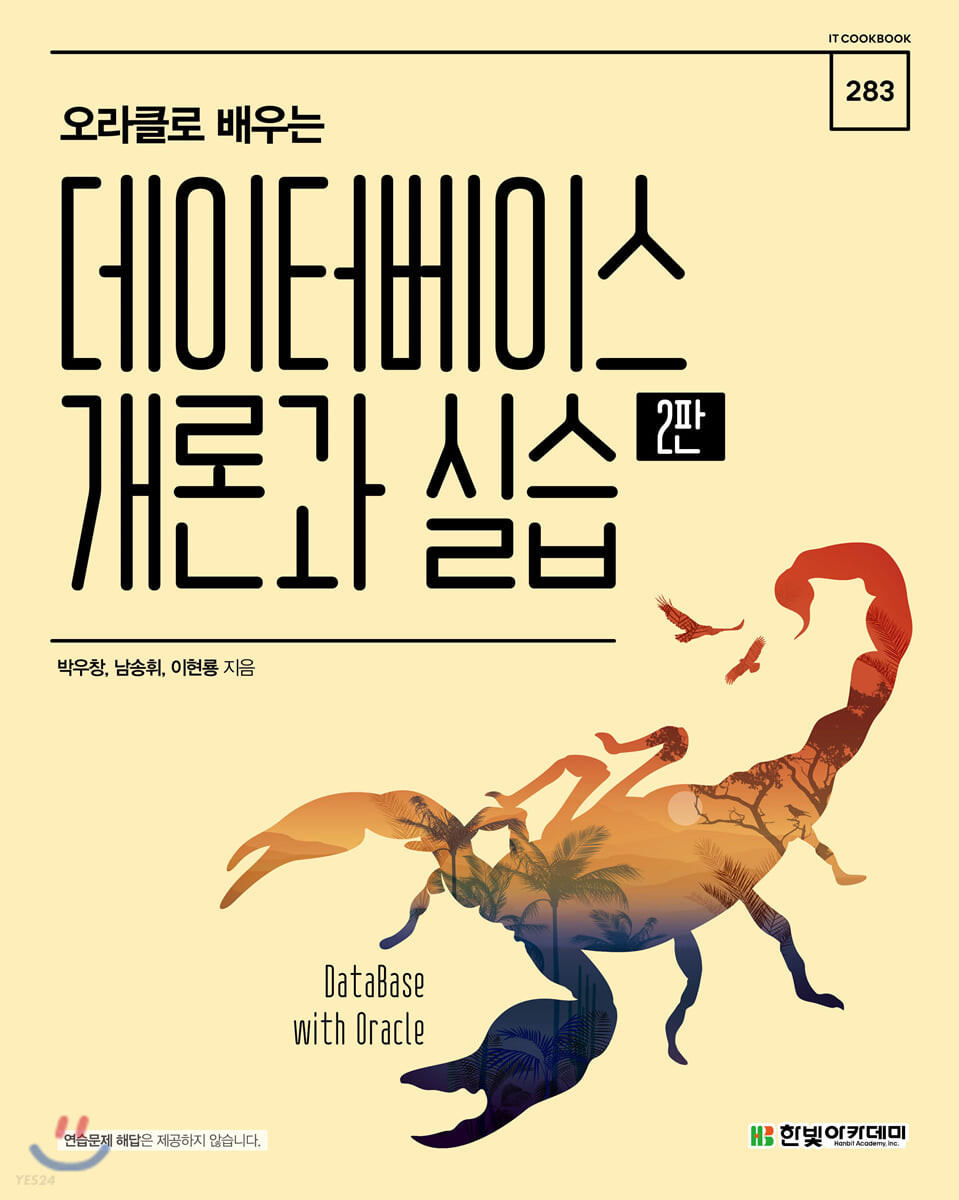 IT COOKBOOK
283
오라클로 배우는
데이터베이스
개론과 실습 2판
박우창, 남송휘, 이현룡 지음
DataBase
with Oracle
연습문제 해답은 제공하지 않습니다.
YES24
HB 한빛아카데미
Hanbit Academy, Inc.